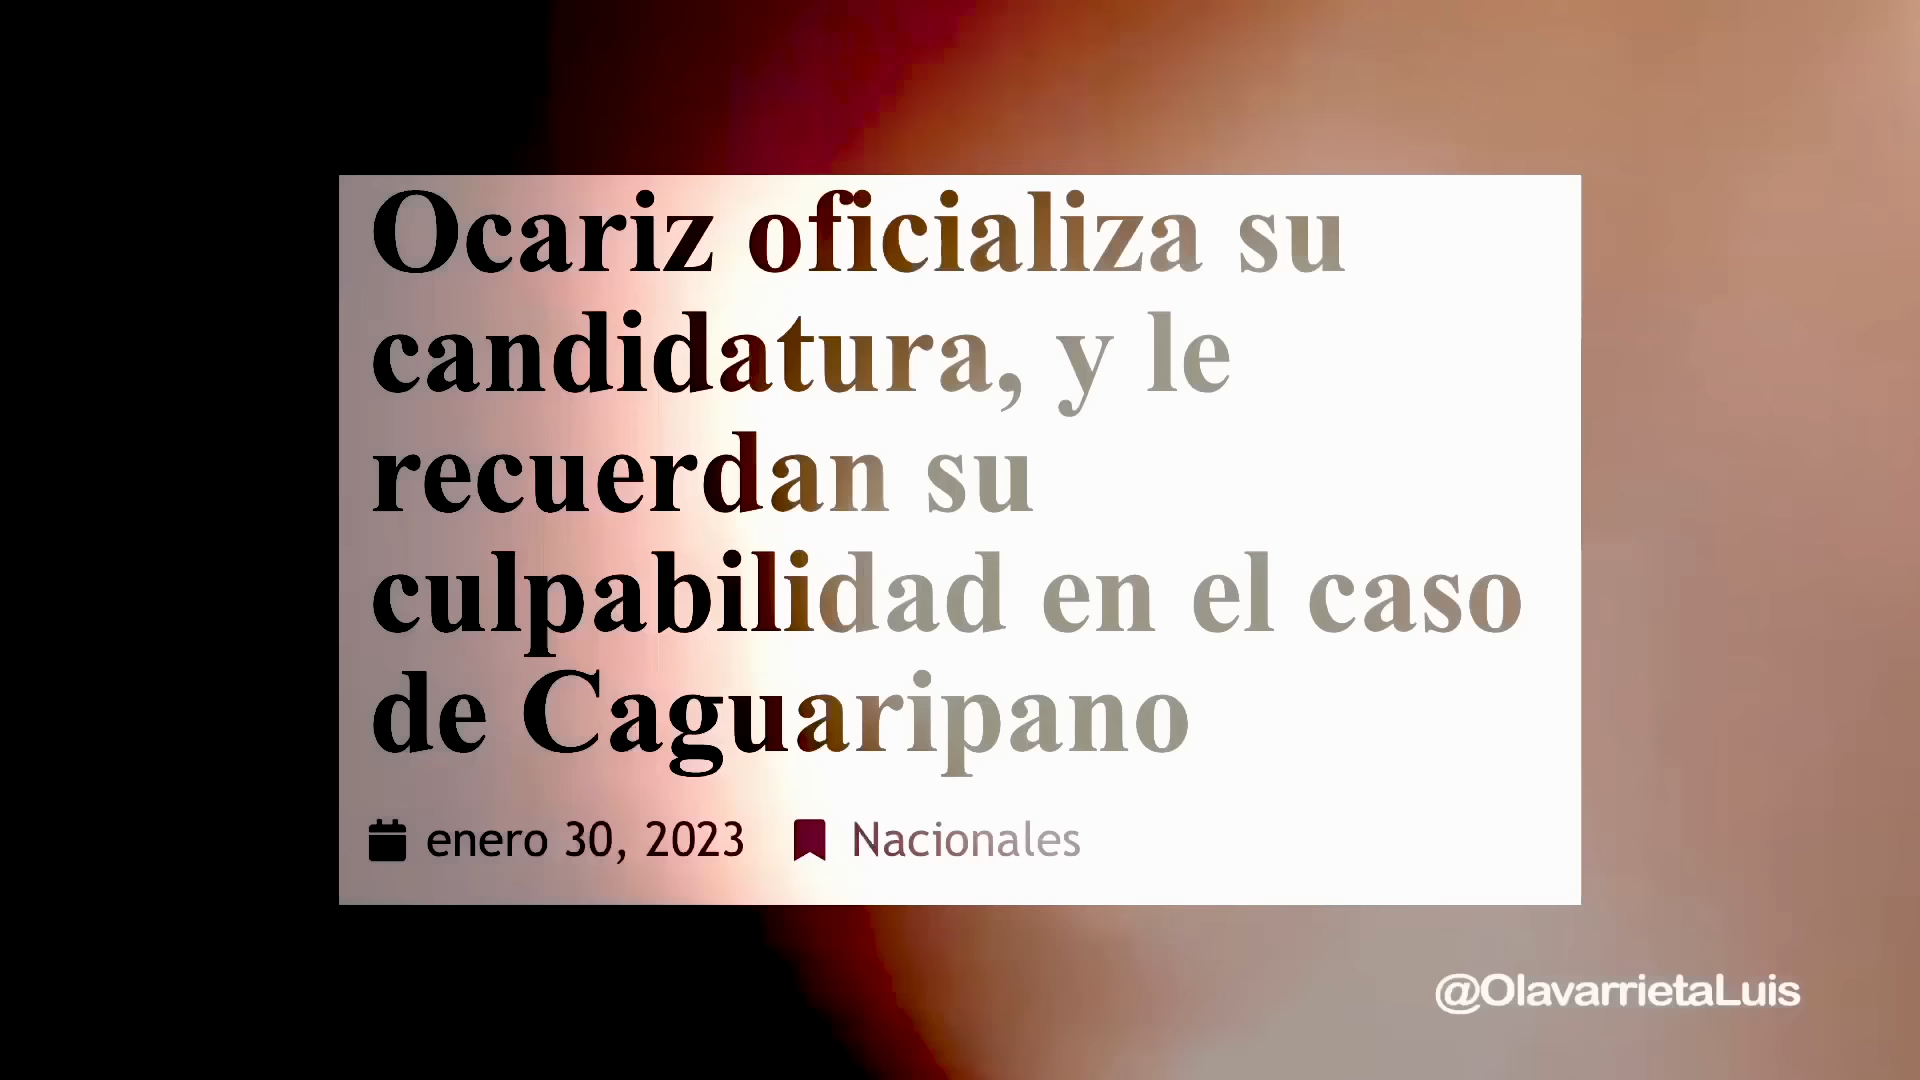 Ocariz oficializa su
candidatura, y le
recuerdan su
culpabilidad en el caso
de Caguaripano
enero 30, 2023 Nacionales
@OlavarrietaLuis